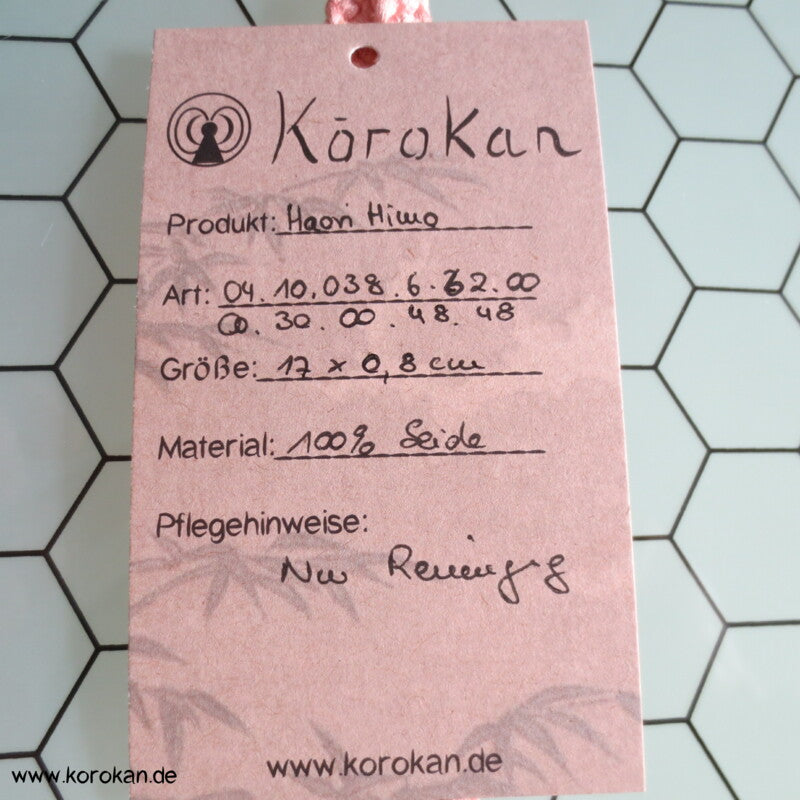 Kōrokan
Produkt: Haori Himo
Art: 04.10.038.6.62.00
00.30.00.48.48
Größe: 17 x 0,8 cm
Material: 100% Seide
Pflegehinweise:
Nur Reinigung
www.korokan.de
www.korokan.de